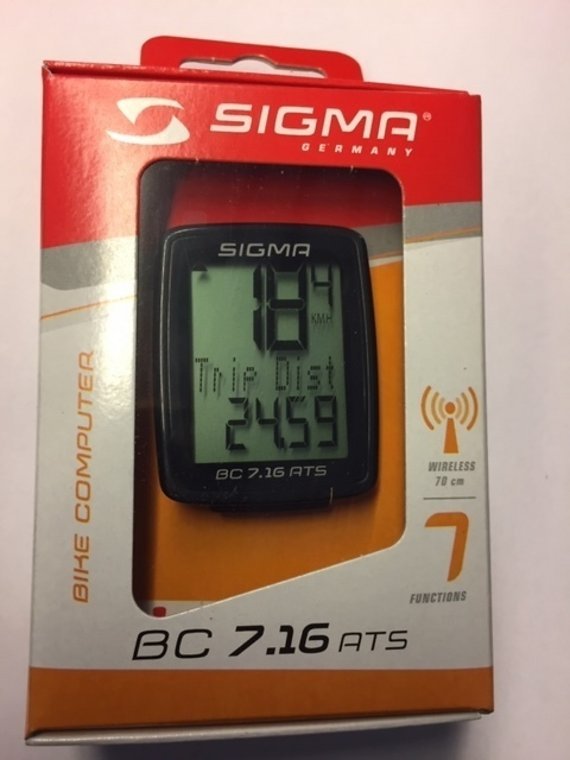 SIGMA®
GERMANY
SIGMA
18 4
KMH
Trip Dist
24.59
BC 7.16 ATS
BIKE COMPUTER
WIRELESS
70 cm
7
FUNCTIONS
BC 7.16 ATS